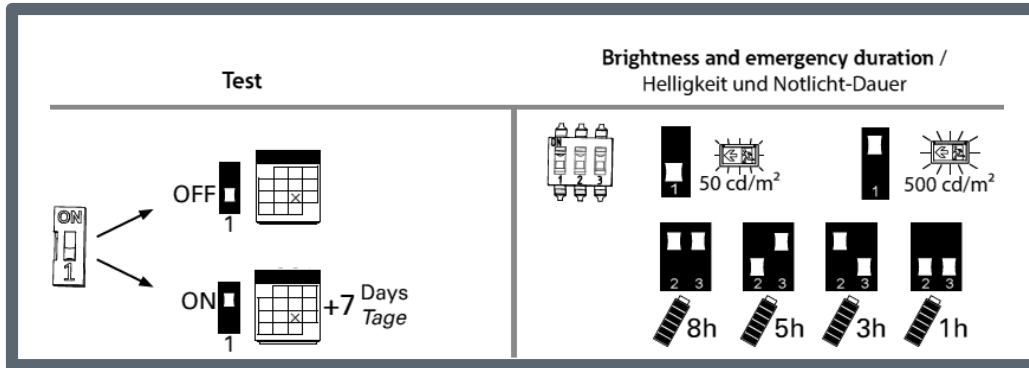 Test
Brightness and emergency duration /
Helligkeit und Notlicht-Dauer
ON
1
OFF
1
ON
1
+7 Days
Tage
ON
1 2 3
1
50 cd/m²
1
500 cd/m²
2 3
8h
2 3
5h
2 3
3h
2 3
1h